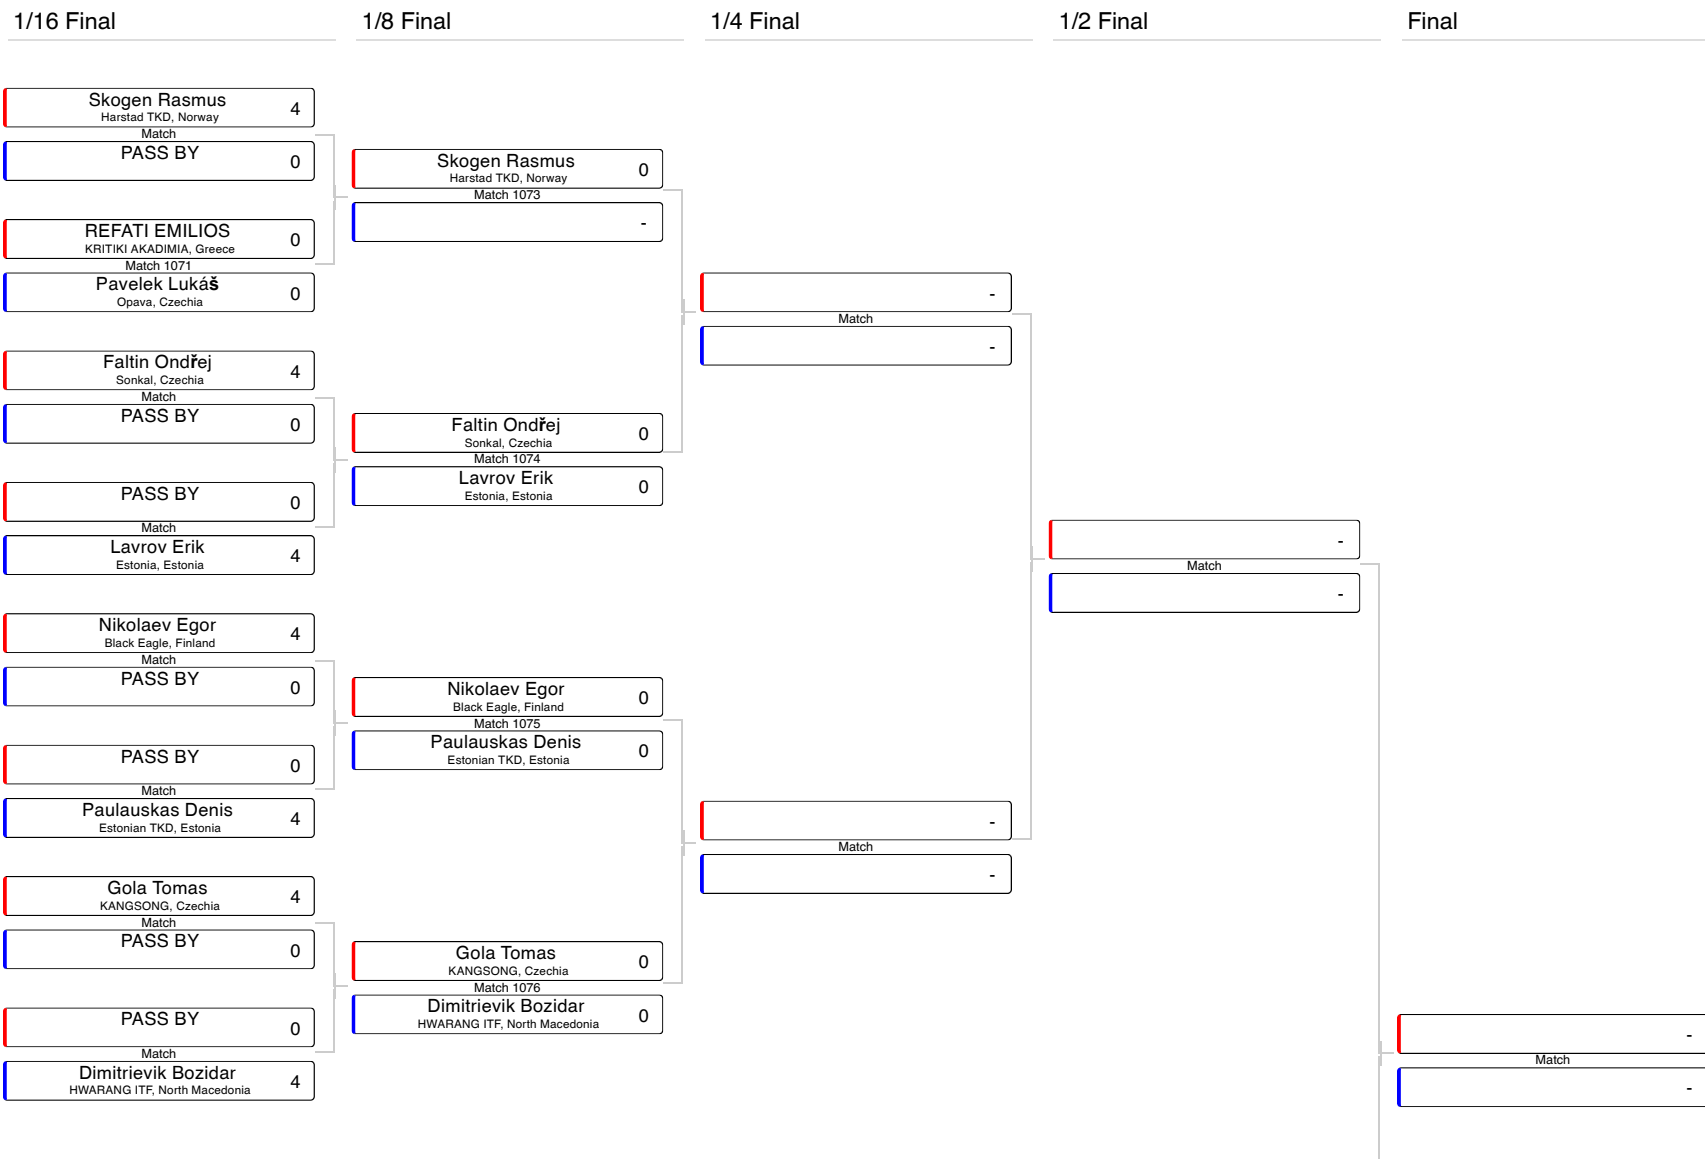 1/16 Final
1/8 Final
1/4 Final
1/2 Final
Final
Skogen Rasmus 4
Harstad TKD, Norway
Match
PASS BY 0
REFATI EMILIOS 0
KRITIKI AKADIMIA, Greece
Match 1071
Pavelek Lukáš 0
Opava, Czechia
Faltin Ondřej 4
Sonkal, Czechia
Match
PASS BY 0
PASS BY 0
Match
Lavrov Erik 4
Estonia, Estonia
Nikolaev Egor 4
Black Eagle, Finland
Match
PASS BY 0
PASS BY 0
Match
Paulauskas Denis 4
Estonian TKD, Estonia
Gola Tomas 4
KANGSONG, Czechia
Match
PASS BY 0
PASS BY 0
Match
Dimitrievik Bozidar 4
HWARANG ITF, North Macedonia
Skogen Rasmus 0
Harstad TKD, Norway
Match 1073
-
Faltin Ondřej 0
Sonkal, Czechia
Match 1074
Lavrov Erik 0
Estonia, Estonia
Nikolaev Egor 0
Black Eagle, Finland
Match 1075
Paulauskas Denis 0
Estonian TKD, Estonia
Gola Tomas 0
KANGSONG, Czechia
Match 1076
Dimitrievik Bozidar 0
HWARANG ITF, North Macedonia
-
Match
-
-
Match
-
-
Match
-
-
Match
-